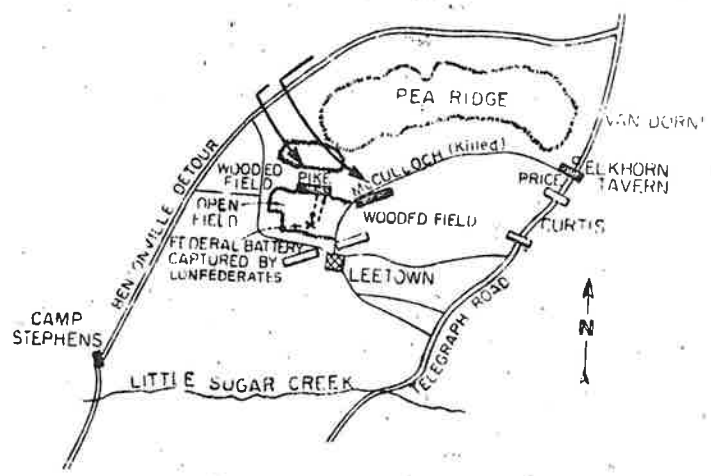 PEA RIDGE
VAN DORN
BENTONVILLE DETOUR
McCULLOCH (Killed)
ELKHORN
TAVERN
PRICE
WOODED
FIELD
PIKE
OPEN
FIELD
WOODED FIELD
CURTIS
FEDERAL BATTERY
CAPTURED BY
CONFEDERATES
LEETOWN
TELEGRAPH ROAD
N
CAMP
STEPHENS
LITTLE SUGAR CREEK